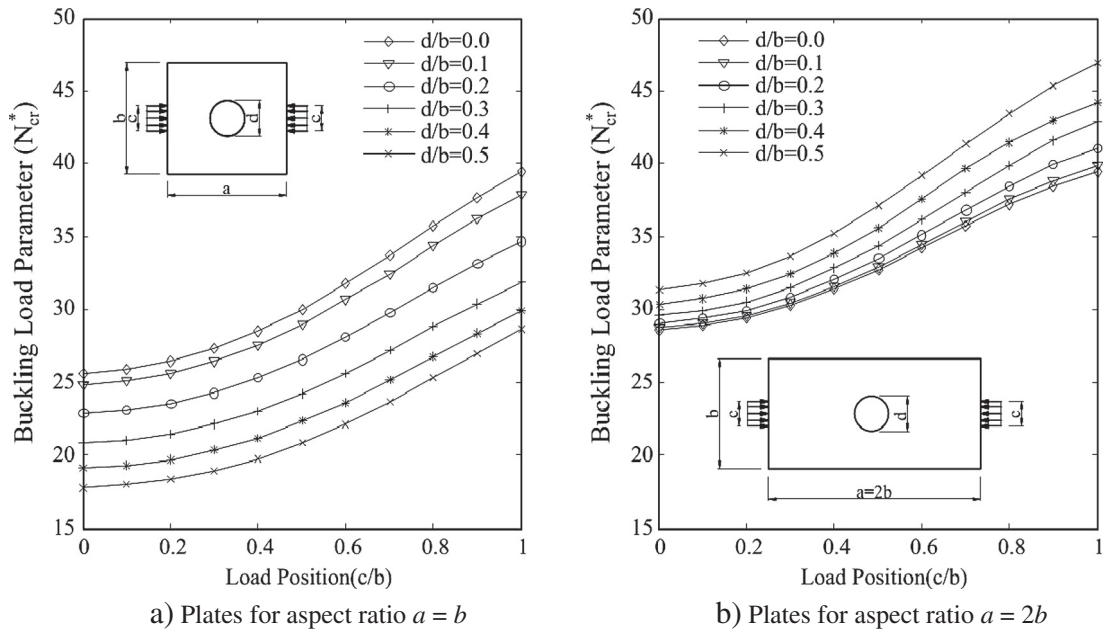 Buckling Load Parameter (N*cr)
50
45
40
35
30
25
20
15
d/b=0.0
d/b=0.1
d/b=0.2
d/b=0.3
d/b=0.4
d/b=0.5
b
c
d
c
a
0 0.2 0.4 0.6 0.8 1
Load Position(c/b)
a) Plates for aspect ratio a = b
Buckling Load Parameter (N*cr)
50
45
40
35
30
25
20
15
d/b=0.0
d/b=0.1
d/b=0.2
d/b=0.3
d/b=0.4
d/b=0.5
b
c
d
c
a=2b
0 0.2 0.4 0.6 0.8 1
Load Position(c/b)
b) Plates for aspect ratio a = 2b